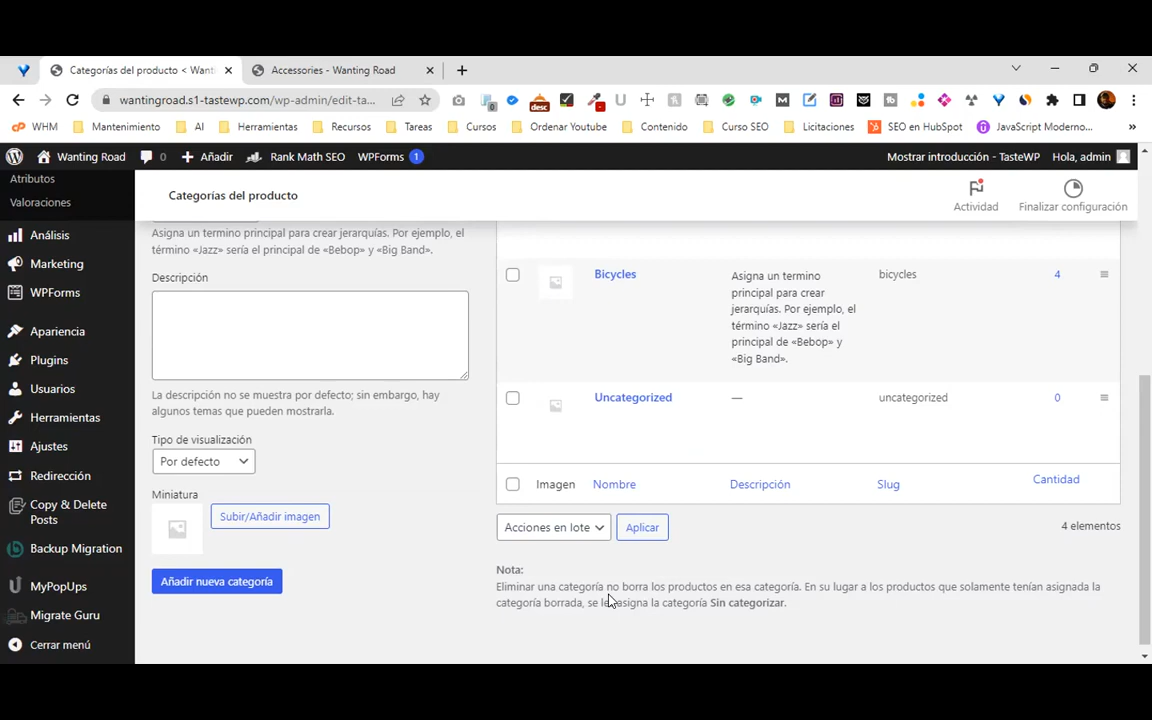 Categorías del producto < Want
Accessories - Wanting Road
wantingroad.s1-tastewp.com/wp-admin/edit-ta...
0
desc
WHM
Mantenimiento
AI
Herramientas
Recursos
Tareas
Cursos
Ordenar Youtube
Contenido
Curso SEO
Licitaciones
SEO en HubSpot
JavaScript Moderno...
»
Wanting Road
0
Añadir
Rank Math SEO
WPForms 1
Mostrar introducción - TasteWP
Hola, admin
Atributos
Valoraciones
Análisis
Marketing
WPForms
Apariencia
Plugins
Usuarios
Herramientas
Ajustes
Redirección
Copy & Delete
Posts
Backup Migration
MyPopUps
Migrate Guru
Cerrar menú
Categorías del producto
Actividad
Finalizar configuración
Asigna un termino principal para crear jerarquías. Por ejemplo, el
término «Jazz» sería el principal de «Bebop» y «Big Band».
Descripción
La descripción no se muestra por defecto; sin embargo, hay
algunos temas que pueden mostrarla.
Tipo de visualización
Por defecto
Miniatura
Subir/Añadir imagen
Añadir nueva categoría
Bicycles
Asigna un termino
principal para crear
jerarquías. Por ejemplo, el
término «Jazz» sería el
principal de «Bebop» y
«Big Band».
bicycles
4
Uncategorized
—
uncategorized
0
Imagen
Nombre
Descripción
Slug
Cantidad
Acciones en lote
Aplicar
4 elementos
Nota:
Eliminar una categoría no borra los productos en esa categoría. En su lugar a los productos que solamente tenían asignada la
categoría borrada, se les asigna la categoría Sin categorizar.